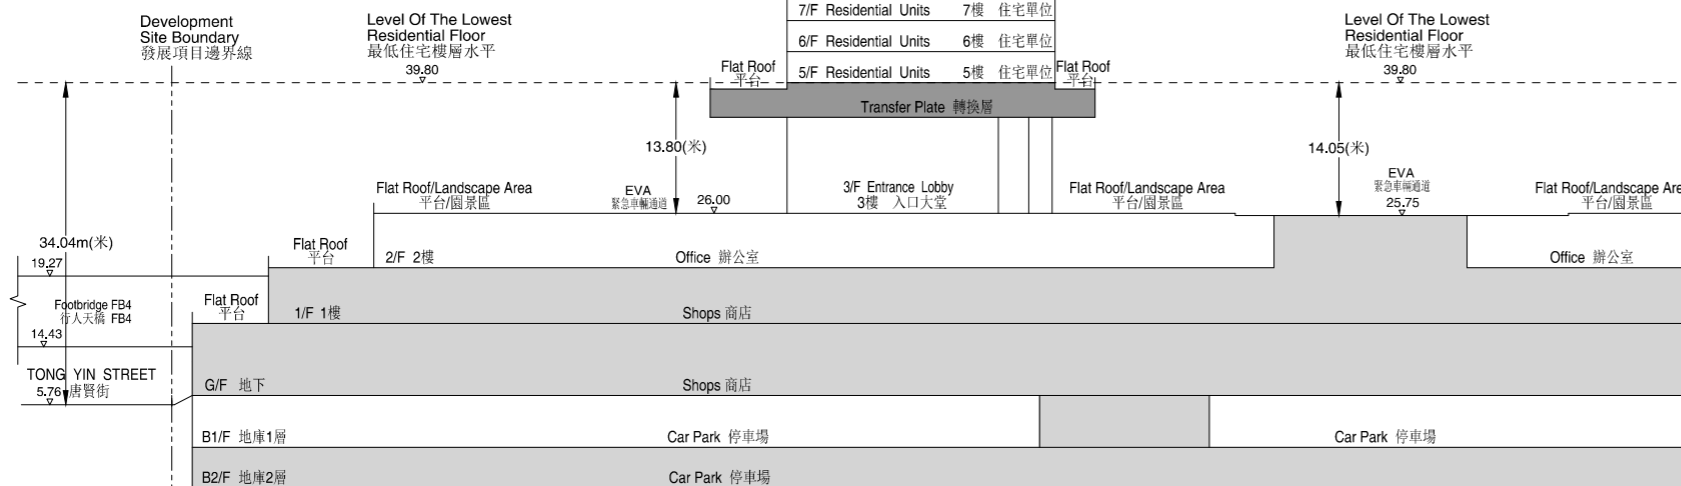 7/F Residential Units 7樓 住宅單位
Development
Site Boundary
發展項目邊界線
Level Of The Lowest
Residential Floor
最低住宅樓層水平
39.80
6/F Residential Units 6樓 住宅單位
Level Of The Lowest
Residential Floor
最低住宅樓層水平
39.80
Flat Roof
平台
5/F Residential Units 5樓 住宅單位
Flat Roof
平台
Transfer Plate 轉換層
13.80(米)
14.05(米)
Flat Roof/Landscape Area
平台/園景區
EVA
緊急車輛通道
26.00
3/F Entrance Lobby
3樓 入口大堂
Flat Roof/Landscape Area
平台/園景區
EVA
緊急車輛通道
25.75
Flat Roof/Landscape Are
平台/園景區
34.04m(米)
Flat Roof
平台
2/F 2樓
Office 辦公室
Office 辦公室
19.27
Footbridge FB4
行人天橋 FB4
Flat Roof
平台
1/F 1樓
Shops 商店
14.43
TONG YIN STREET
5.76 唐賢街
G/F 地下
Shops 商店
B1/F 地庫1層
Car Park 停車場
Car Park 停車場
B2/F 地庫2層
Car Park 停車場